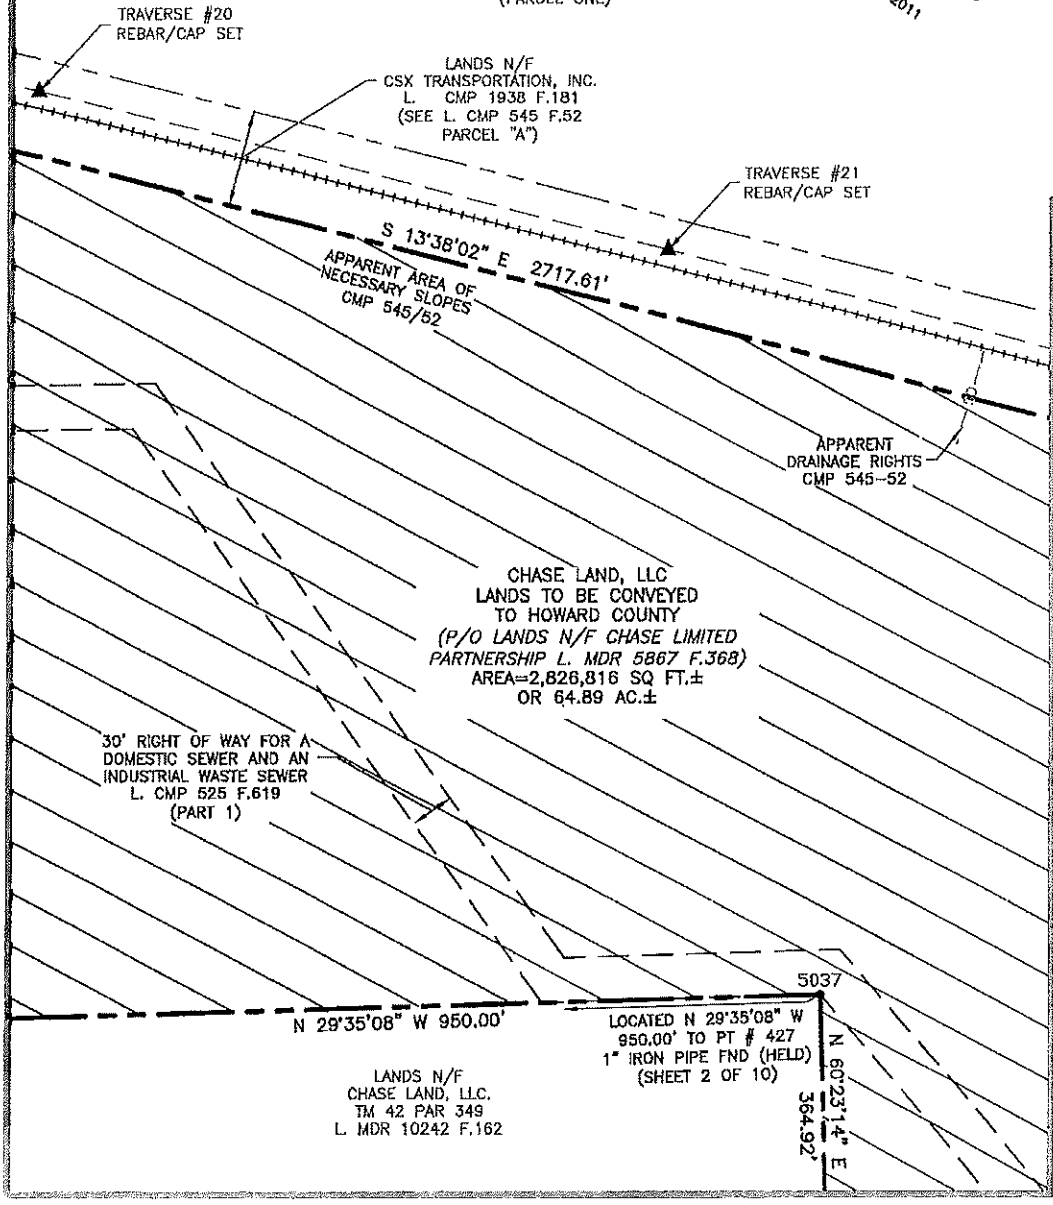 (PARCEL ONE)
2011
TRAVERSE #20
REBAR/CAP SET
LANDS N/F
CSX TRANSPORTATION, INC.
L. CMP 1938 F.181
(SEE L. CMP 545 F.52
PARCEL "A")
TRAVERSE #21
REBAR/CAP SET
S 13°38'02" E 2717.61'
APPARENT AREA OF
NECESSARY SLOPES
CMP 545/52
APPARENT
DRAINAGE RIGHTS
CMP 545-52
CHASE LAND, LLC
LANDS TO BE CONVEYED
TO HOWARD COUNTY
(P/O LANDS N/F CHASE LIMITED
PARTNERSHIP L. MDR 5867 F.368)
AREA=2,826,816 SQ FT.±
OR 64.89 AC.±
30' RIGHT OF WAY FOR A
DOMESTIC SEWER AND AN
INDUSTRIAL WASTE SEWER
L. CMP 525 F.619
(PART 1)
5037
N 29°35'08" W 950.00'
LOCATED N 29°35'08" W
950.00' TO PT # 427
1" IRON PIPE FND (HELD)
(SHEET 2 OF 10)
N 60°23'14" E
364.92'
LANDS N/F
CHASE LAND, LLC.
TM 42 PAR 349
L. MDR 10242 F.162